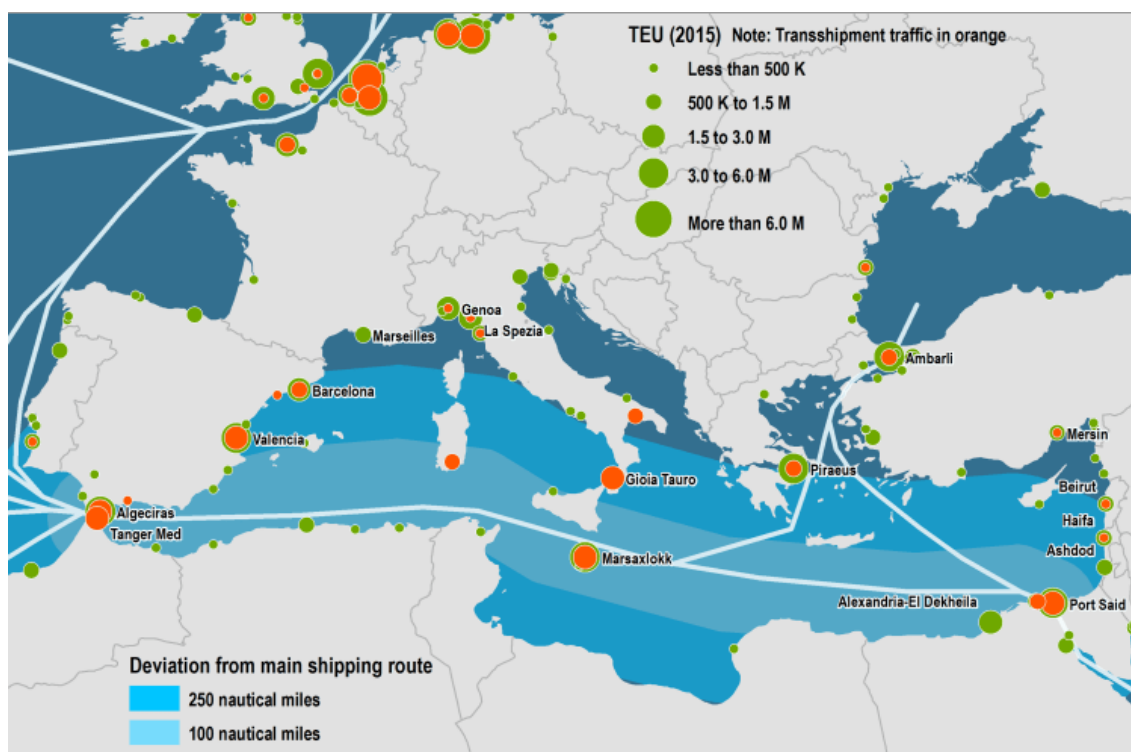 TEU (2015) Note: Transshipment traffic in orange
Less than 500 K
500 K to 1.5 M
1.5 to 3.0 M
3.0 to 6.0 M
More than 6.0 M
Genoa
La Spezia
Marseilles
Ambarli
Barcelona
Valencia
Mersin
Piraeus
Gioia Tauro
Beirut
Algeciras
Haifa
Tanger Med
Ashdod
Marsaxlokk
Alexandria-El Dekheila
Port Said
Deviation from main shipping route
250 nautical miles
100 nautical miles